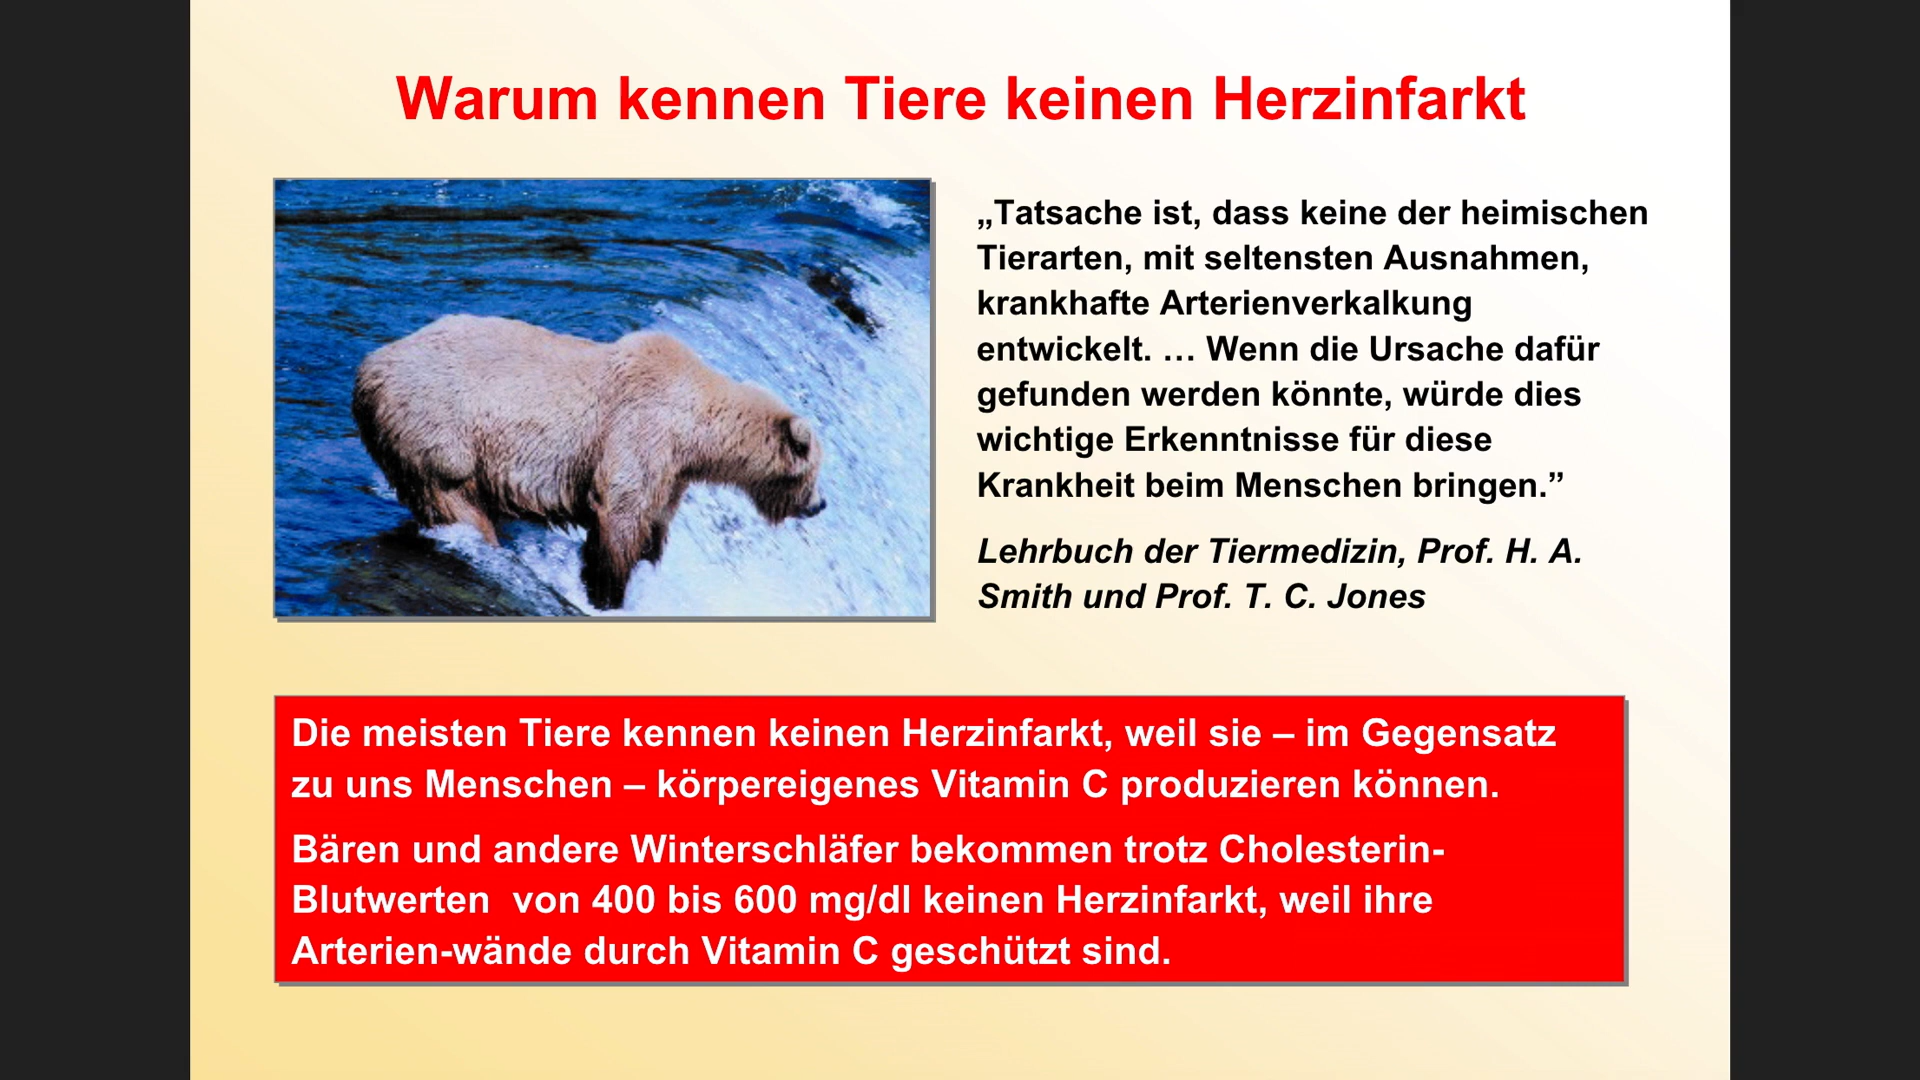 Warum kennen Tiere keinen Herzinfarkt
„Tatsache ist, dass keine der heimischen
Tierarten, mit seltensten Ausnahmen,
krankhafte Arterienverkalkung
entwickelt. … Wenn die Ursache dafür
gefunden werden könnte, würde dies
wichtige Erkenntnisse für diese
Krankheit beim Menschen bringen.”
Lehrbuch der Tiermedizin, Prof. H. A.
Smith und Prof. T. C. Jones
Die meisten Tiere kennen keinen Herzinfarkt, weil sie – im Gegensatz
zu uns Menschen – körpereigenes Vitamin C produzieren können.
Bären und andere Winterschläfer bekommen trotz Cholesterin-
Blutwerten  von 400 bis 600 mg/dl keinen Herzinfarkt, weil ihre
Arterien-wände durch Vitamin C geschützt sind.